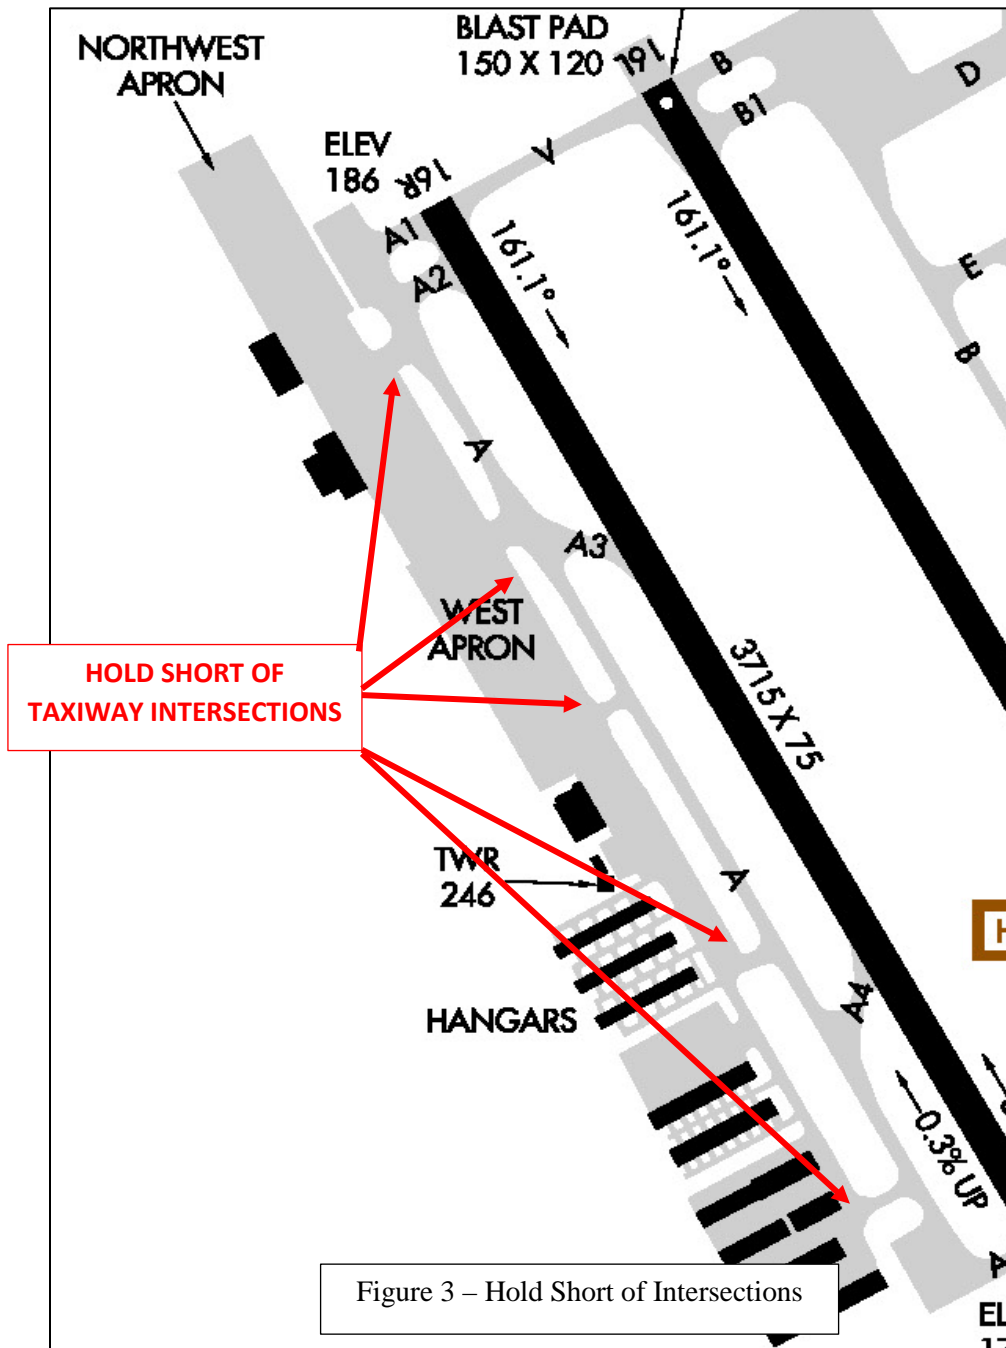 BLAST PAD
150 X 120
NORTHWEST
APRON
16L
B
D
B1
ELEV
186
16R
V
A1
A2
161.1°
161.1°
E
B
A
A3
WEST
APRON
HOLD SHORT OF
TAXIWAY INTERSECTIONS
3715 X 75
TWR
246
A
H
A4
HANGARS
0.3% UP
A
Figure 3 – Hold Short of Intersections